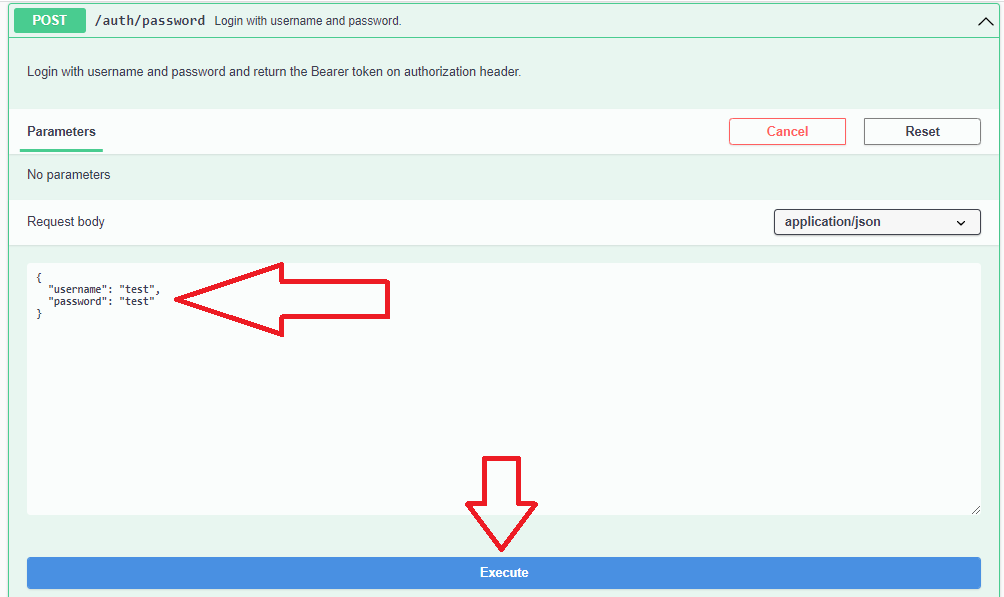 POST /auth/password Login with username and password.
Login with username and password and return the Bearer token on authorization header.
Parameters Cancel Reset
No parameters
Request body application/json
{
  "username": "test",
  "password": "test"
}
Execute